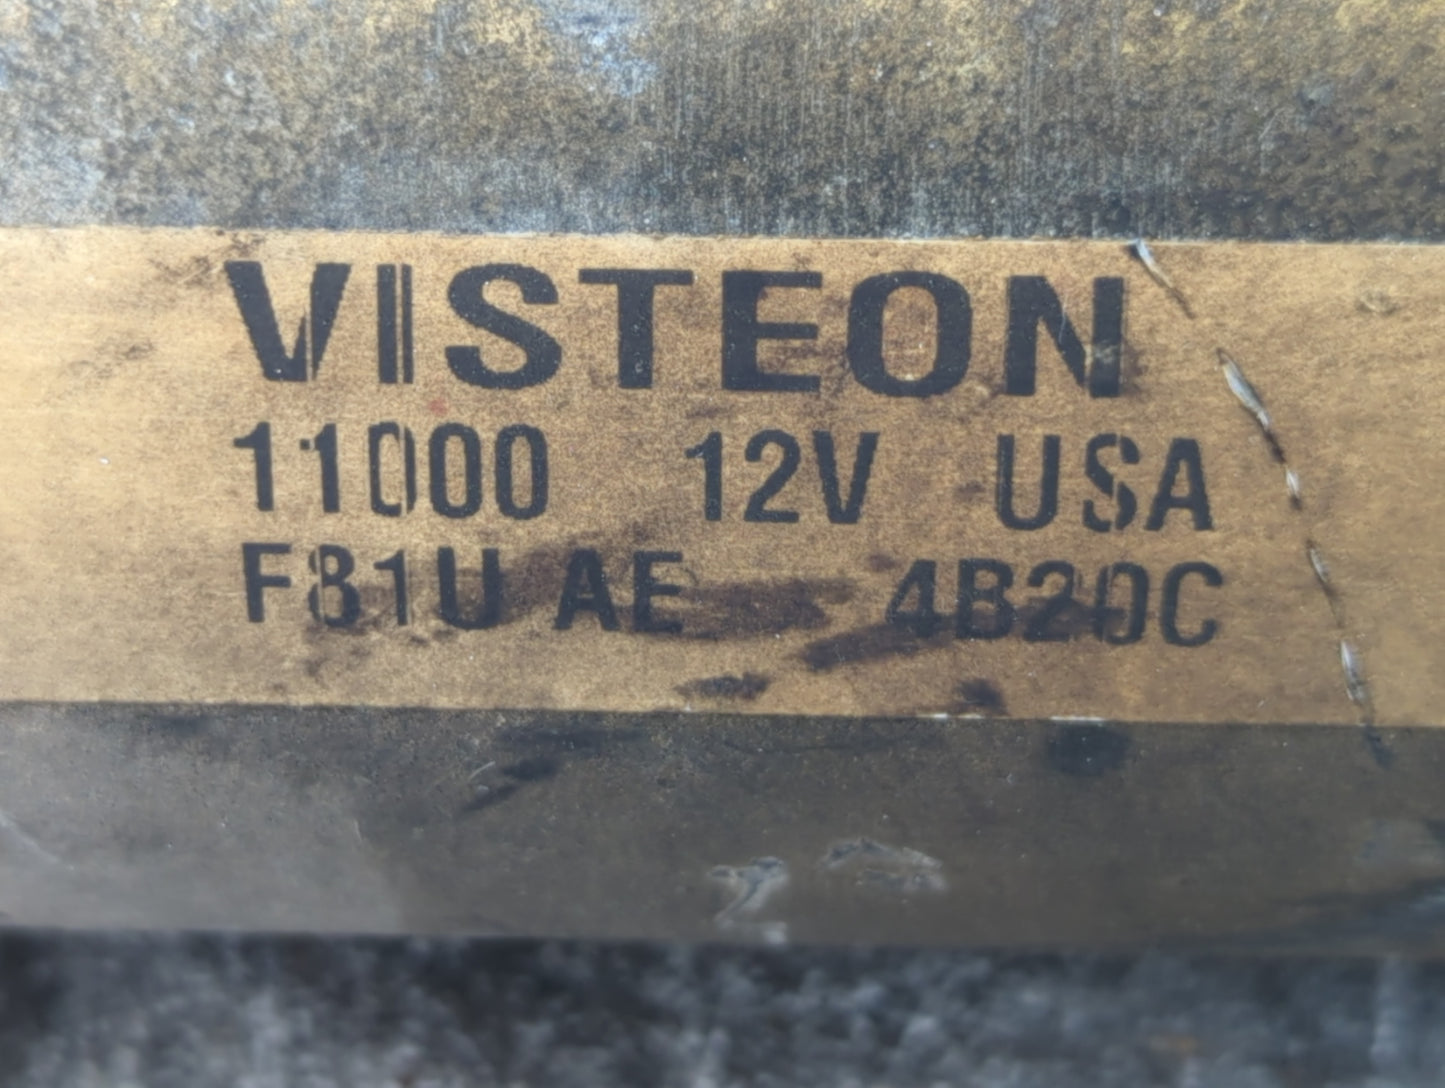 VISTEON
11000 12V USA
F81U AE 4B20C